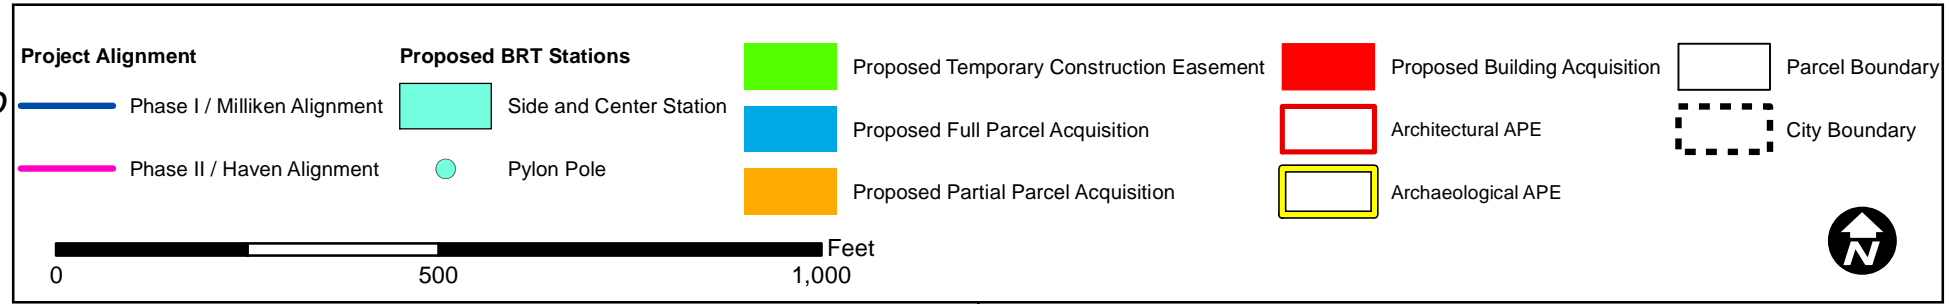 Project Alignment
Phase I / Milliken Alignment
Phase II / Haven Alignment
Proposed BRT Stations
Side and Center Station
Pylon Pole
Proposed Temporary Construction Easement
Proposed Full Parcel Acquisition
Proposed Partial Parcel Acquisition
Proposed Building Acquisition
Architectural APE
Archaeological APE
Parcel Boundary
City Boundary
Feet
0 500 1,000
N